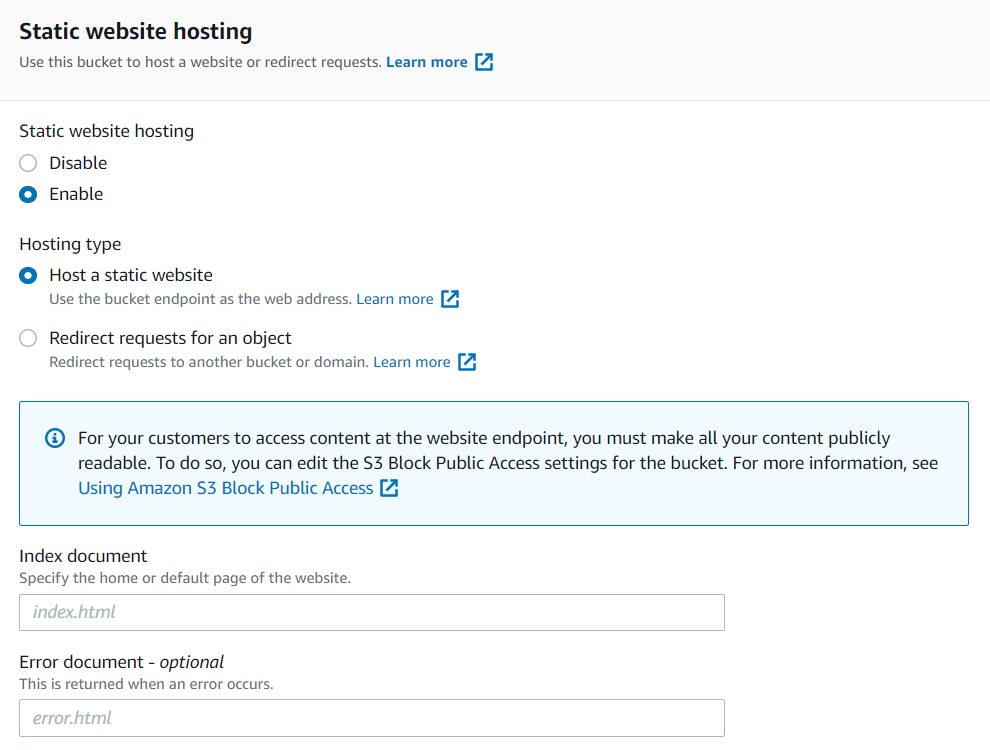 Static website hosting
Use this bucket to host a website or redirect requests. Learn more
Static website hosting
Disable
Enable
Hosting type
Host a static website
Use the bucket endpoint as the web address. Learn more
Redirect requests for an object
Redirect requests to another bucket or domain. Learn more
For your customers to access content at the website endpoint, you must make all your content publicly
readable. To do so, you can edit the S3 Block Public Access settings for the bucket. For more information, see
Using Amazon S3 Block Public Access
Index document
Specify the home or default page of the website.
index.html
Error document - optional
This is returned when an error occurs.
error.html